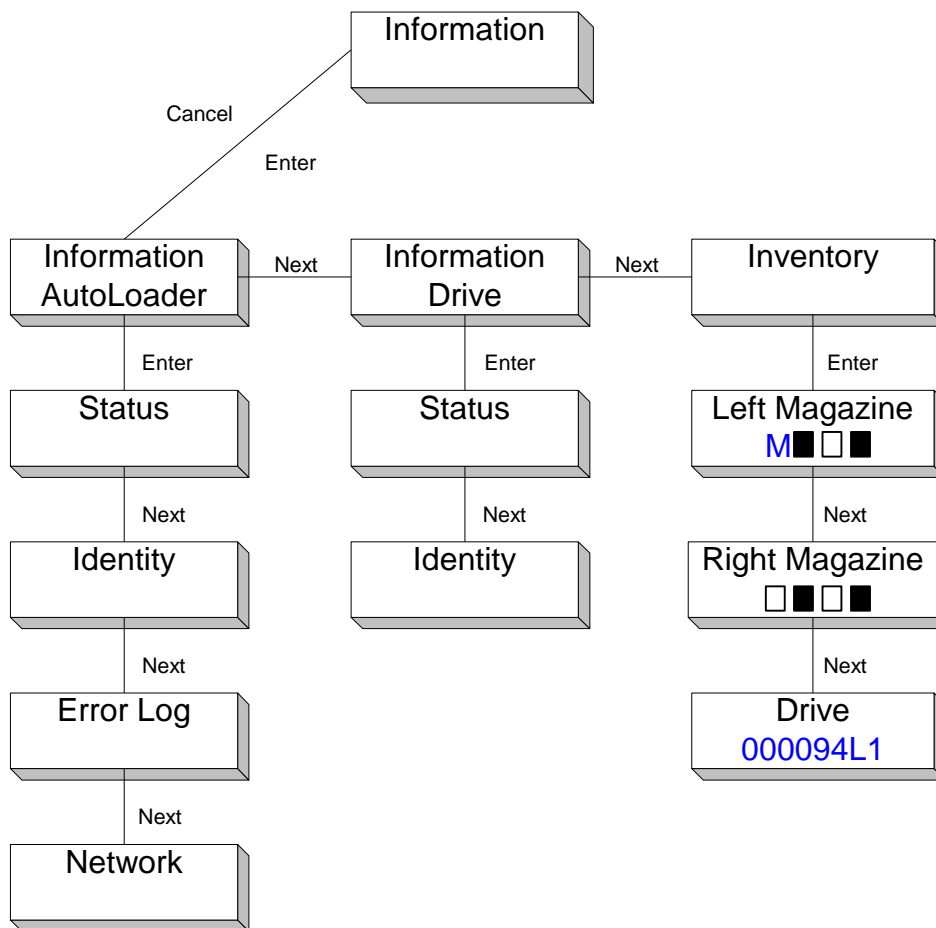 Information
Cancel
Enter
Information
AutoLoader
Next
Information
Drive
Next
Inventory
Enter
Enter
Enter
Status
Status
Left Magazine
M
Next
Next
Next
Identity
Identity
Right Magazine
Next
Next
Error Log
Drive
000094L1
Next
Network